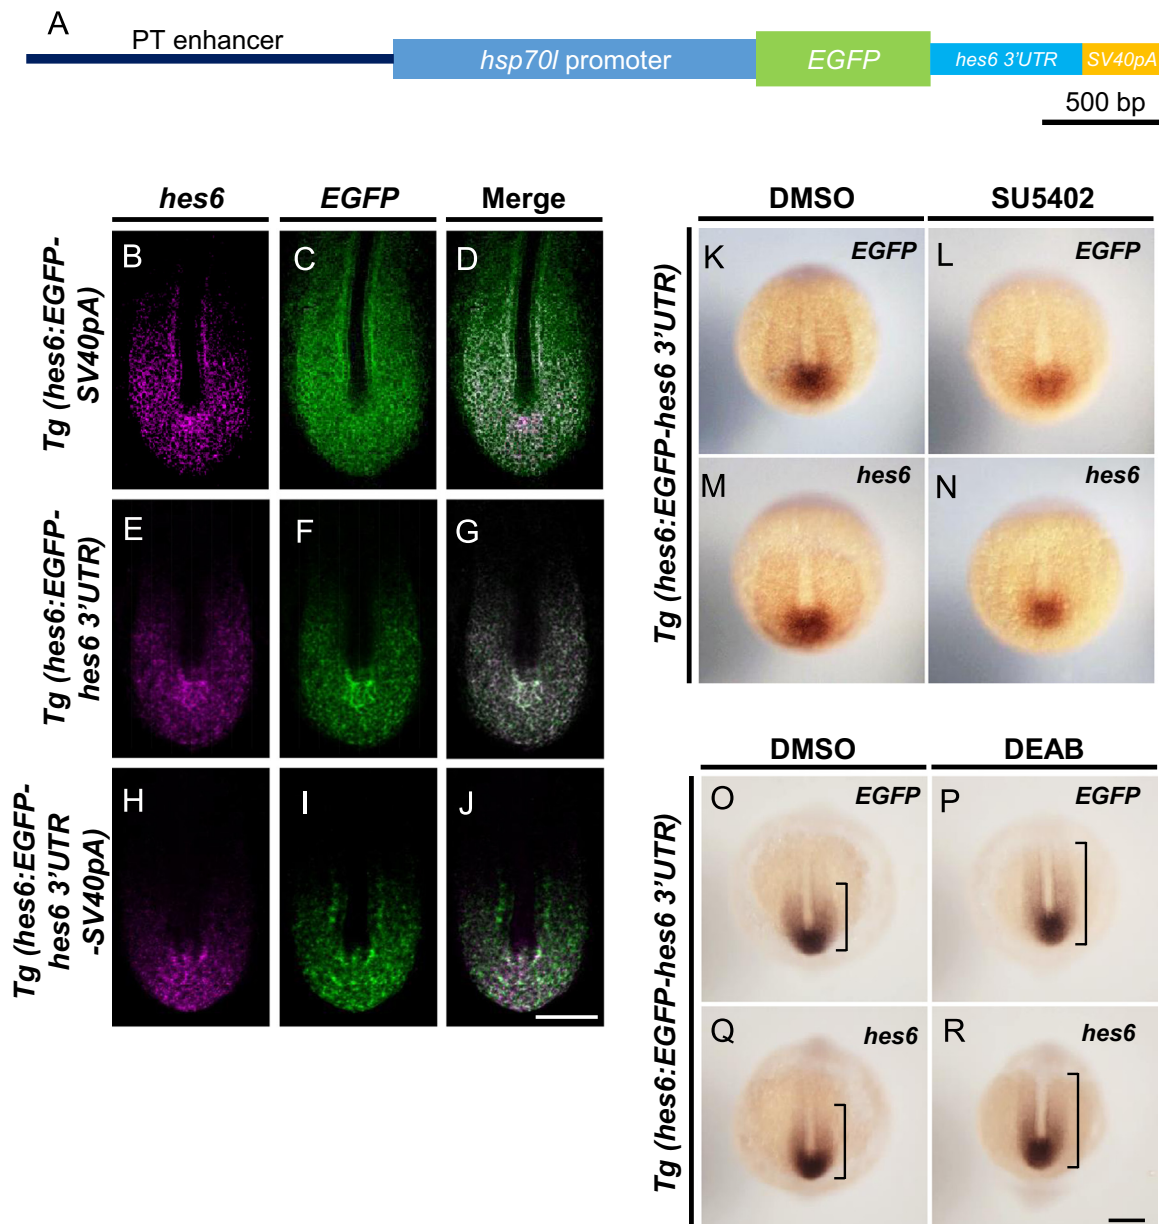 A
PT enhancer
hsp70l promoter
EGFP
hes6 3'UTR
SV40pA
500 bp
hes6
EGFP
Merge
Tg (hes6:EGFP-
SV40pA)
B
C
D
Tg (hes6:EGFP-
hes6 3'UTR)
E
F
G
Tg (hes6:EGFP-
hes6 3'UTR
-SV40pA)
H
I
J
DMSO
SU5402
Tg (hes6:EGFP-hes6 3'UTR)
K
EGFP
L
EGFP
M
hes6
N
hes6
DMSO
DEAB
Tg (hes6:EGFP-hes6 3'UTR)
O
EGFP
P
EGFP
Q
hes6
R
hes6